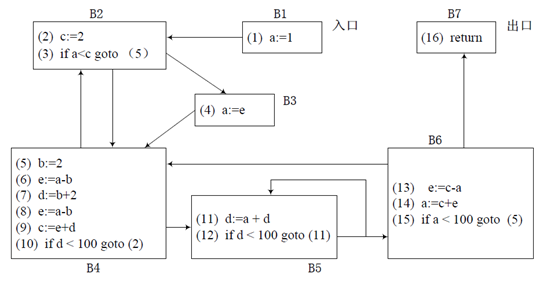 B2
B1
B7
入口
出口
(2) c:=2
(3) if a<c goto （5）
(1) a:=1
(16) return
(4) a:=e
B3
B6
(5) b:=2
(6) e:=a-b
(7) d:=b+2
(8) e:=a-b
(9) c:=e+d
(10) if d < 100 goto (2)
B4
(11) d:=a + d
(12) if d < 100 goto (11)
B5
(13) e:=c-a
(14) a:=c+e
(15) if a < 100 goto (5)